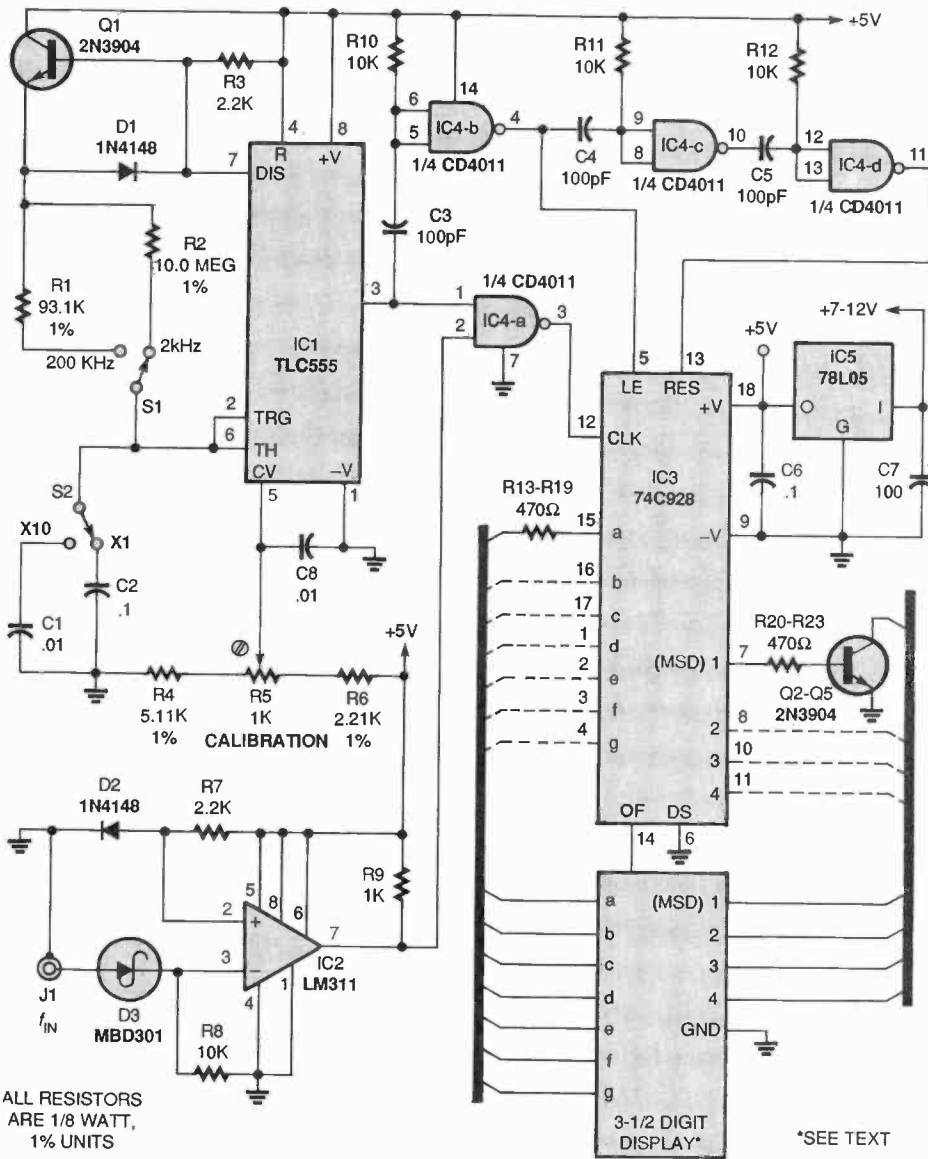 Q1
2N3904
R3
2.2K
D1
1N4148
R1
93.1K
1%
R2
10.0 MEG
1%
200 KHz
2kHz
S1
S2
X10
X1
C1
.01
C2
.1
4
8
R
+V
7
DIS
IC1
TLC555
3
2
TRG
6
TH
CV
-V
5
1
C8
.01
R4
5.11K
1%
R5
1K
CALIBRATION
R6
2.21K
1%
+5V
R10
10K
14
6
5
IC4-b
4
1/4 CD4011
C3
100pF
R11
10K
C4
100pF
9
8
IC4-c
10
1/4 CD4011
C5
100pF
R12
10K
+5V
12
13
IC4-d
11
1/4 CD4011
1/4 CD4011
1
2
IC4-a
3
7
5
13
LE
RES
+V
18
12
CLK
IC3
74C928
-V
9
+5V
+7-12V
IC5
78L05
I
G
C6
.1
C7
100
R13-R19
470Ω
15
a
16
b
17
c
1
d
2
e
3
f
4
g
(MSD) 1
7
R20-R23
470Ω
Q2-Q5
2N3904
2
8
3
10
4
11
OF
DS
14
6
a
b
c
d
e
f
g
(MSD) 1
2
3
4
GND
3-1/2 DIGIT
DISPLAY*
*SEE TEXT
D2
1N4148
R7
2.2K
R9
1K
5
8
6
2
+
3
-
7
4
1
IC2
LM311
J1
fIN
D3
MBD301
R8
10K
ALL RESISTORS
ARE 1/8 WATT,
1% UNITS